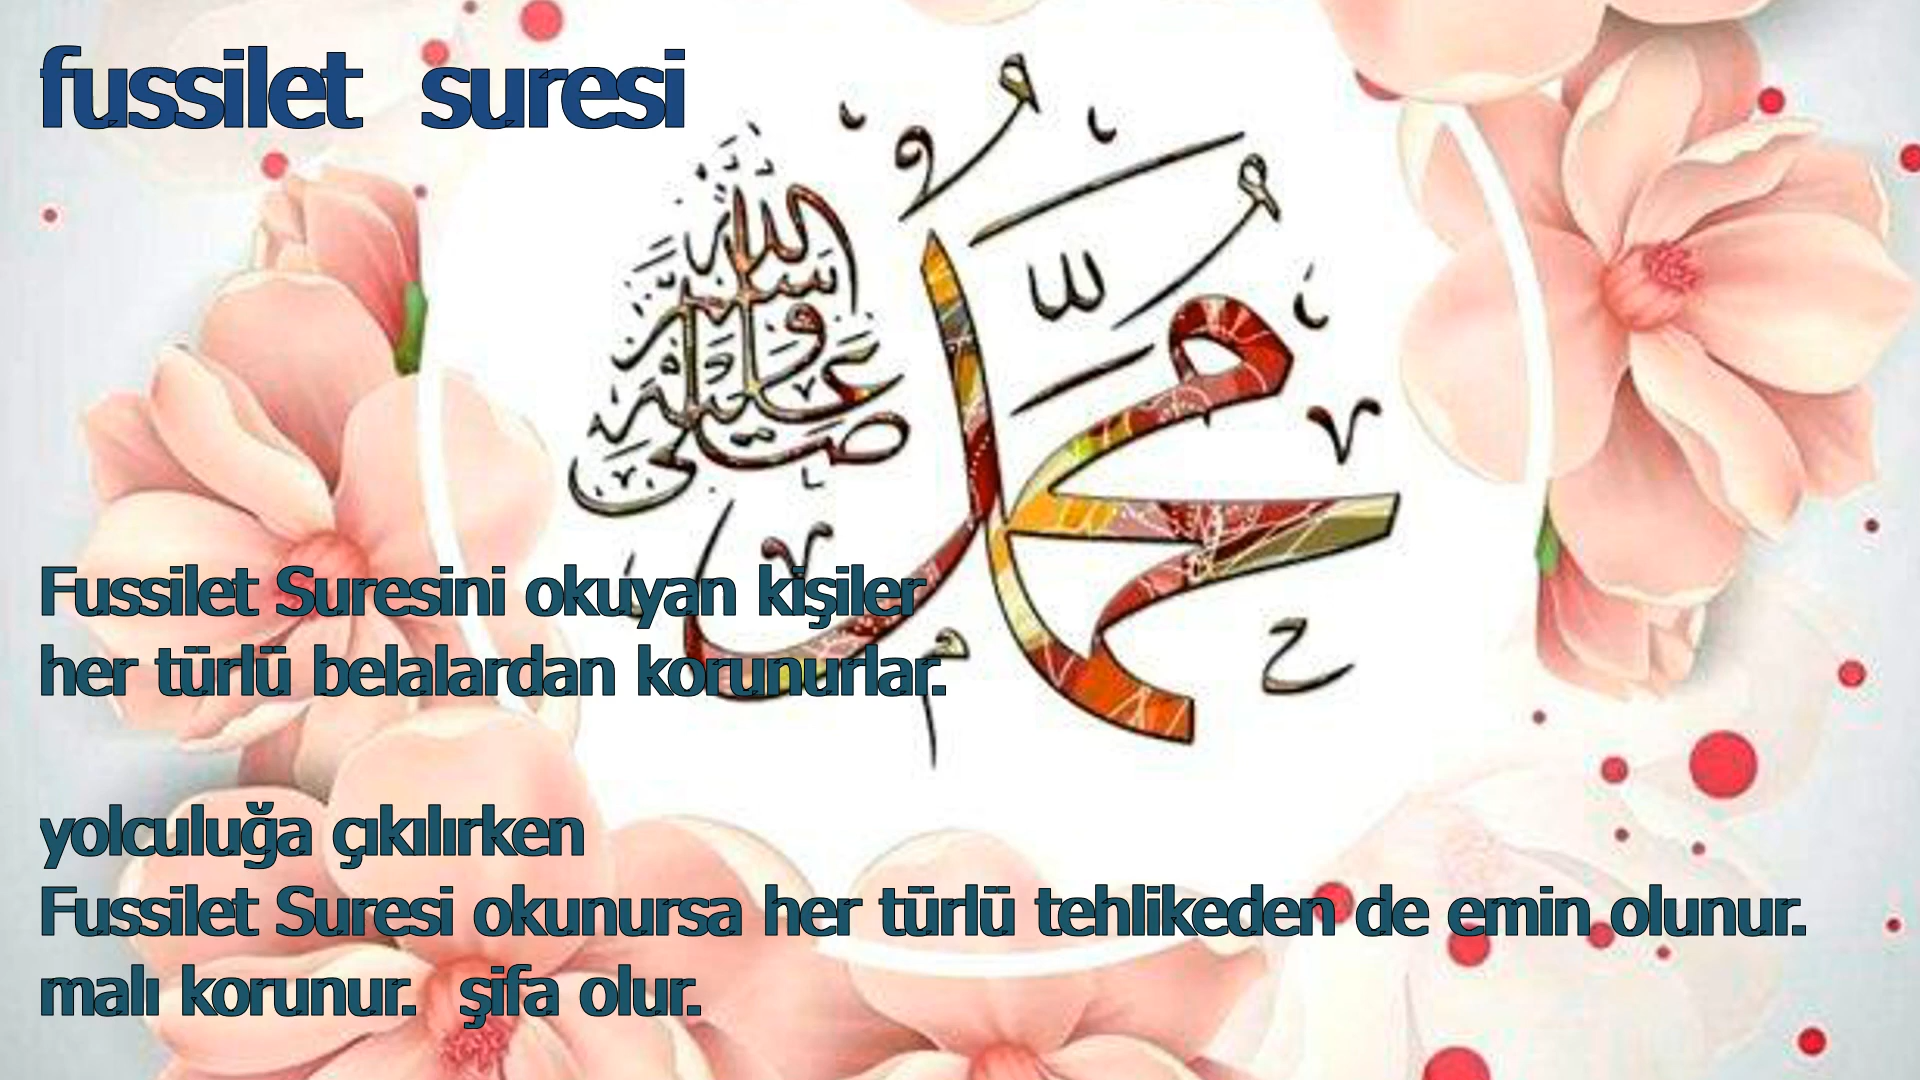 fussilet suresi
محمد
صلى الله عليه وسلم
Fussilet Suresini okuyan kişiler
her türlü belalardan korunurlar.
yolculuğa çıkılırken
Fussilet Suresi okunursa her türlü tehlikeden de emin olunur.
malı korunur. şifa olur.